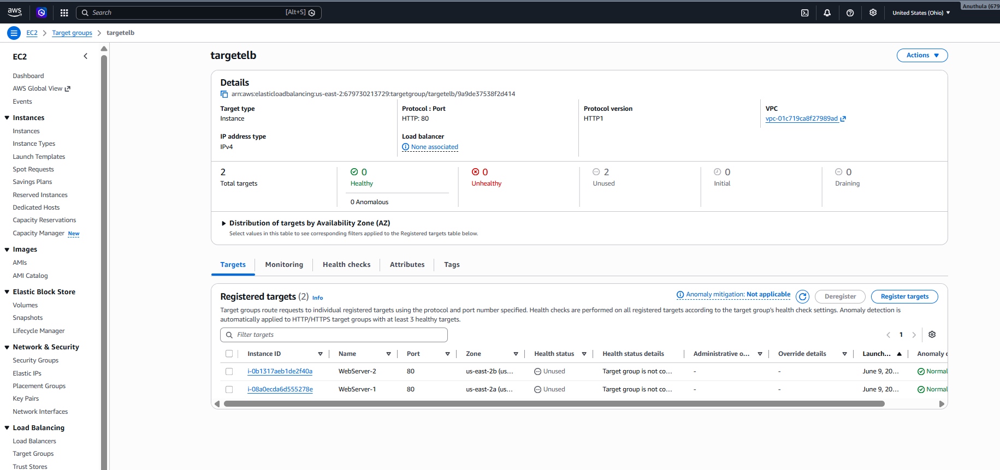 aws
Search
[Alt+S]
United States (Ohio)
Anuthula (679
EC2
Target groups
targetelb
EC2
Dashboard
AWS Global View
Events
Instances
Instances
Instance Types
Launch Templates
Spot Requests
Savings Plans
Reserved Instances
Dedicated Hosts
Capacity Reservations
Capacity Manager New
Images
AMIs
AMI Catalog
Elastic Block Store
Volumes
Snapshots
Lifecycle Manager
Network & Security
Security Groups
Elastic IPs
Placement Groups
Key Pairs
Network Interfaces
Load Balancing
Load Balancers
Target Groups
Trust Stores
targetelb
Actions
Details
arn:aws:elasticloadbalancing:us-east-2:679730213729:targetgroup/targetelb/9a9de37538f2d414
Target type
Instance
Protocol : Port
HTTP: 80
Protocol version
HTTP1
VPC
vpc-01c719ca8f27989ad
IP address type
IPv4
Load balancer
None associated
2
Total targets
0
Healthy
0 Anomalous
0
Unhealthy
2
Unused
0
Initial
0
Draining
Distribution of targets by Availability Zone (AZ)
Select values in this table to see corresponding filters applied to the Registered targets table below.
Targets Monitoring Health checks Attributes Tags
Registered targets (2) Info
Anomaly mitigation: Not applicable
Deregister
Register targets
Target groups route requests to individual registered targets using the protocol and port number specified. Health checks are performed on all registered targets according to the target group's health check settings. Anomaly detection is
automatically applied to HTTP/HTTPS target groups with at least 3 healthy targets.
Filter targets
1
Instance ID Name Port Zone Health status Health status details Administrative o... Override details Launch... Anomaly
i-0b1317aeb1de2f40a WebServer-2 80 us-east-2b (us... Unused Target group is not co... - - June 9, 20... Normal
i-08a0ecda6d555278e WebServer-1 80 us-east-2a (us... Unused Target group is not co... - - June 9, 20... Normal